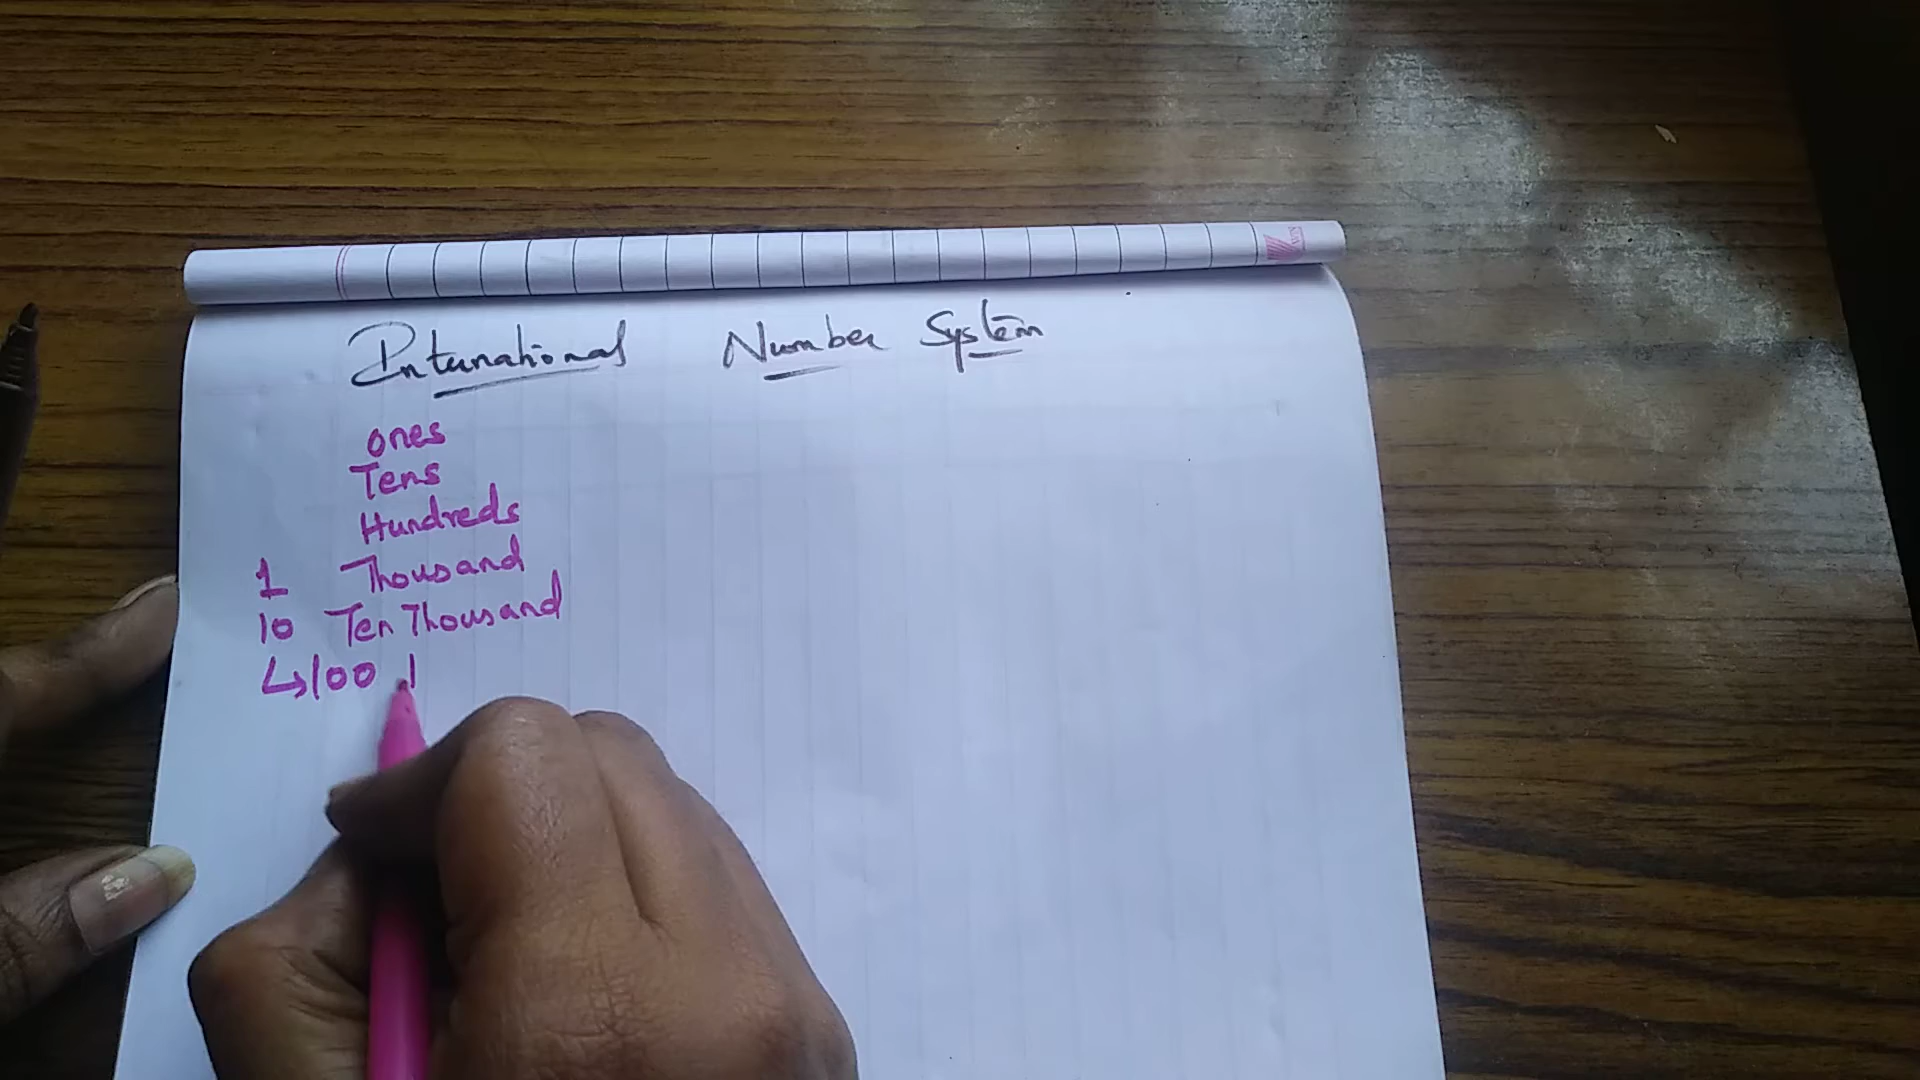 International Number System
ones
Tens
Hundreds
1 Thousand
10 Ten Thousand
↳100